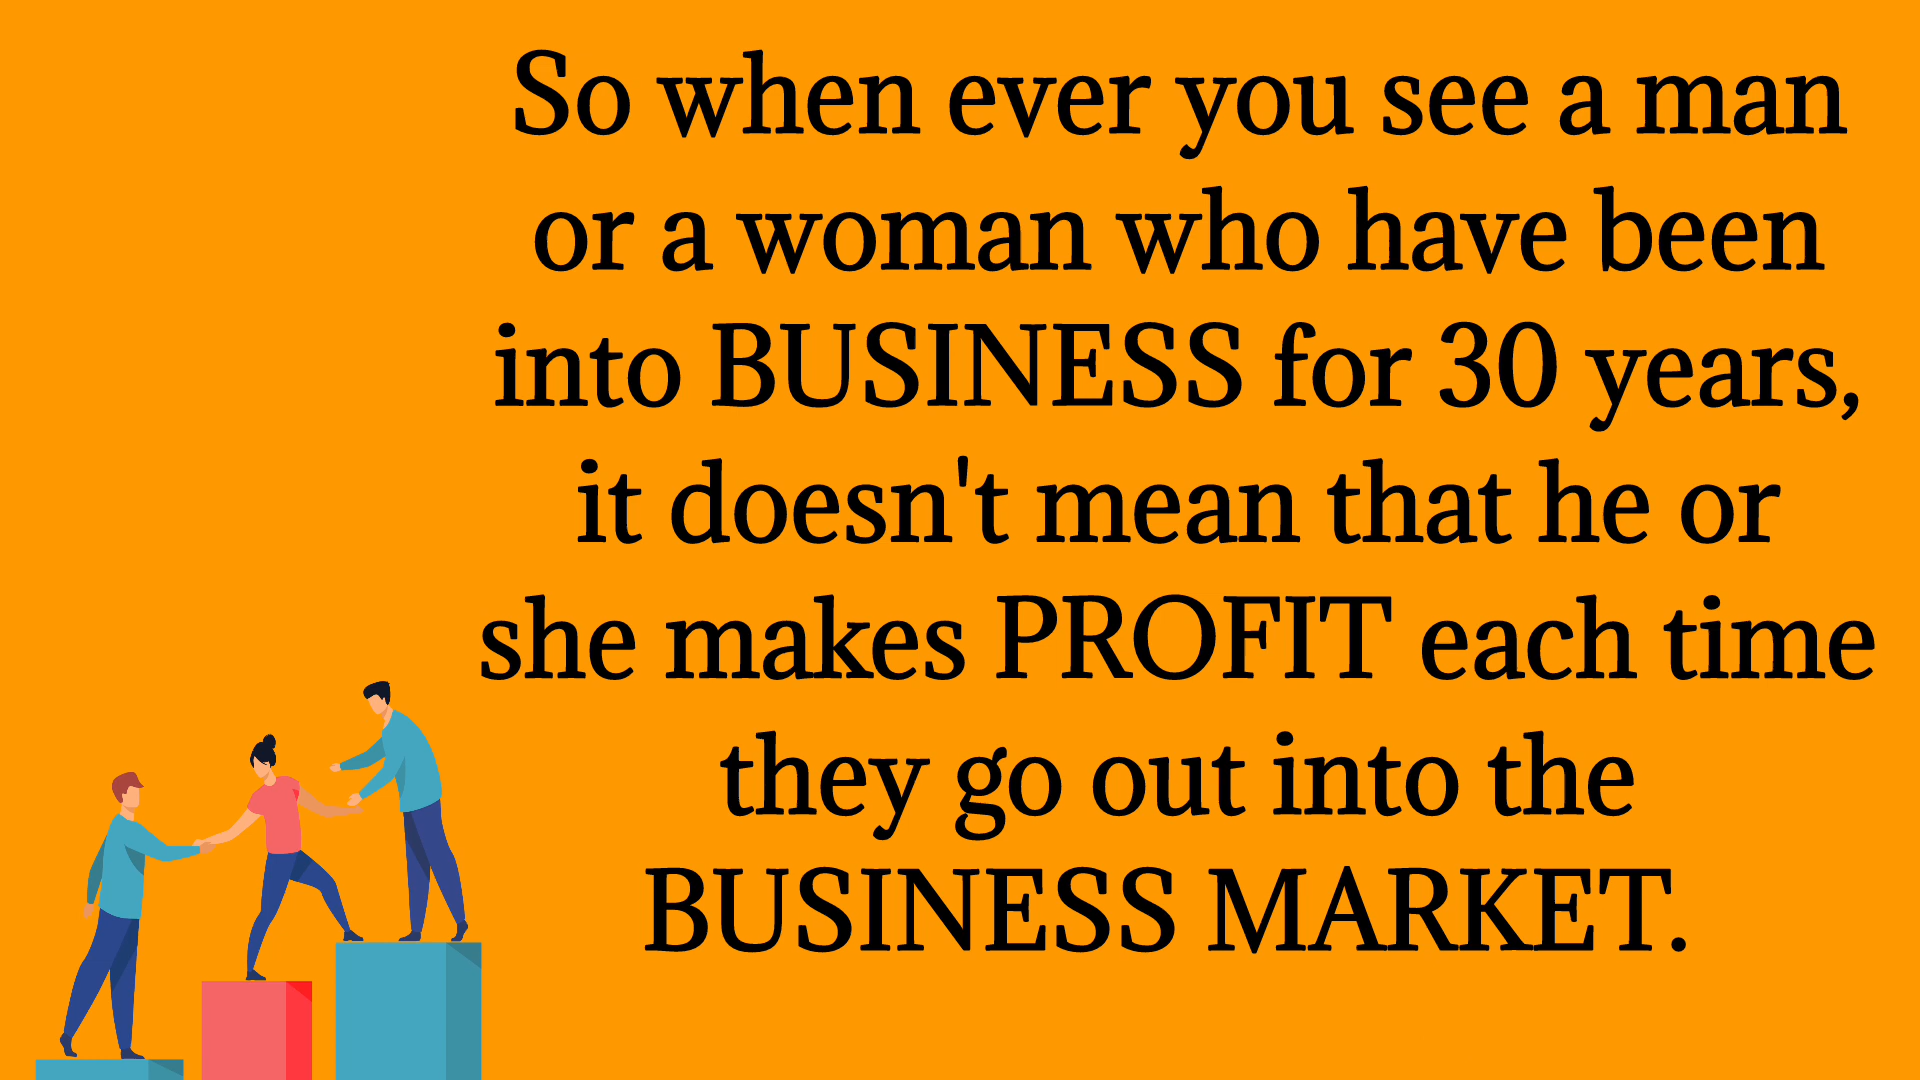 So when ever you see a man
or a woman who have been
into BUSINESS for 30 years,
it doesn't mean that he or
she makes PROFIT each time
they go out into the
BUSINESS MARKET.